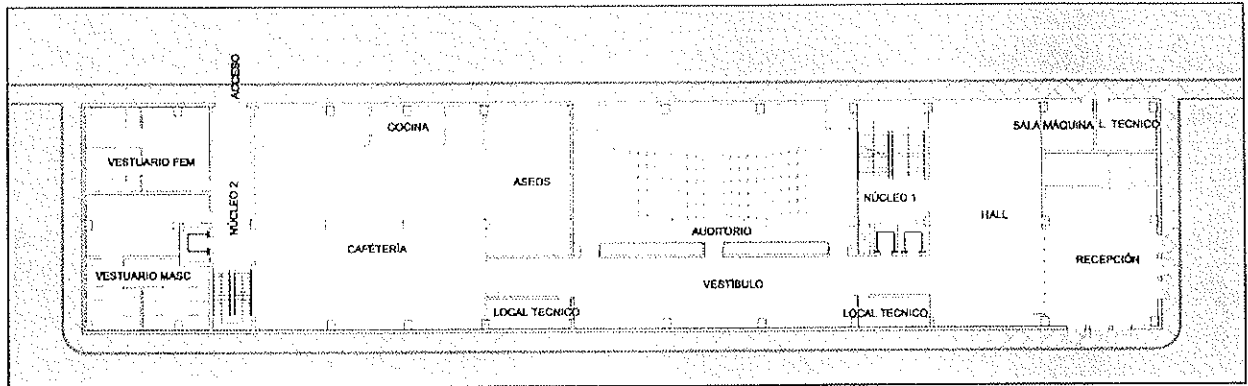 ACCESO
COCINA
SALA MÁQUINA
L. TECNICO
VESTUARIO FEM
ASEOS
NÚCLEO 2
NÚCLEO 1
HALL
AUDITORIO
CAFÉTERÍA
RECEPCIÓN
VESTUARIO MASC
VESTÍBULO
LOCAL TECNICO
LOCAL TECNICO